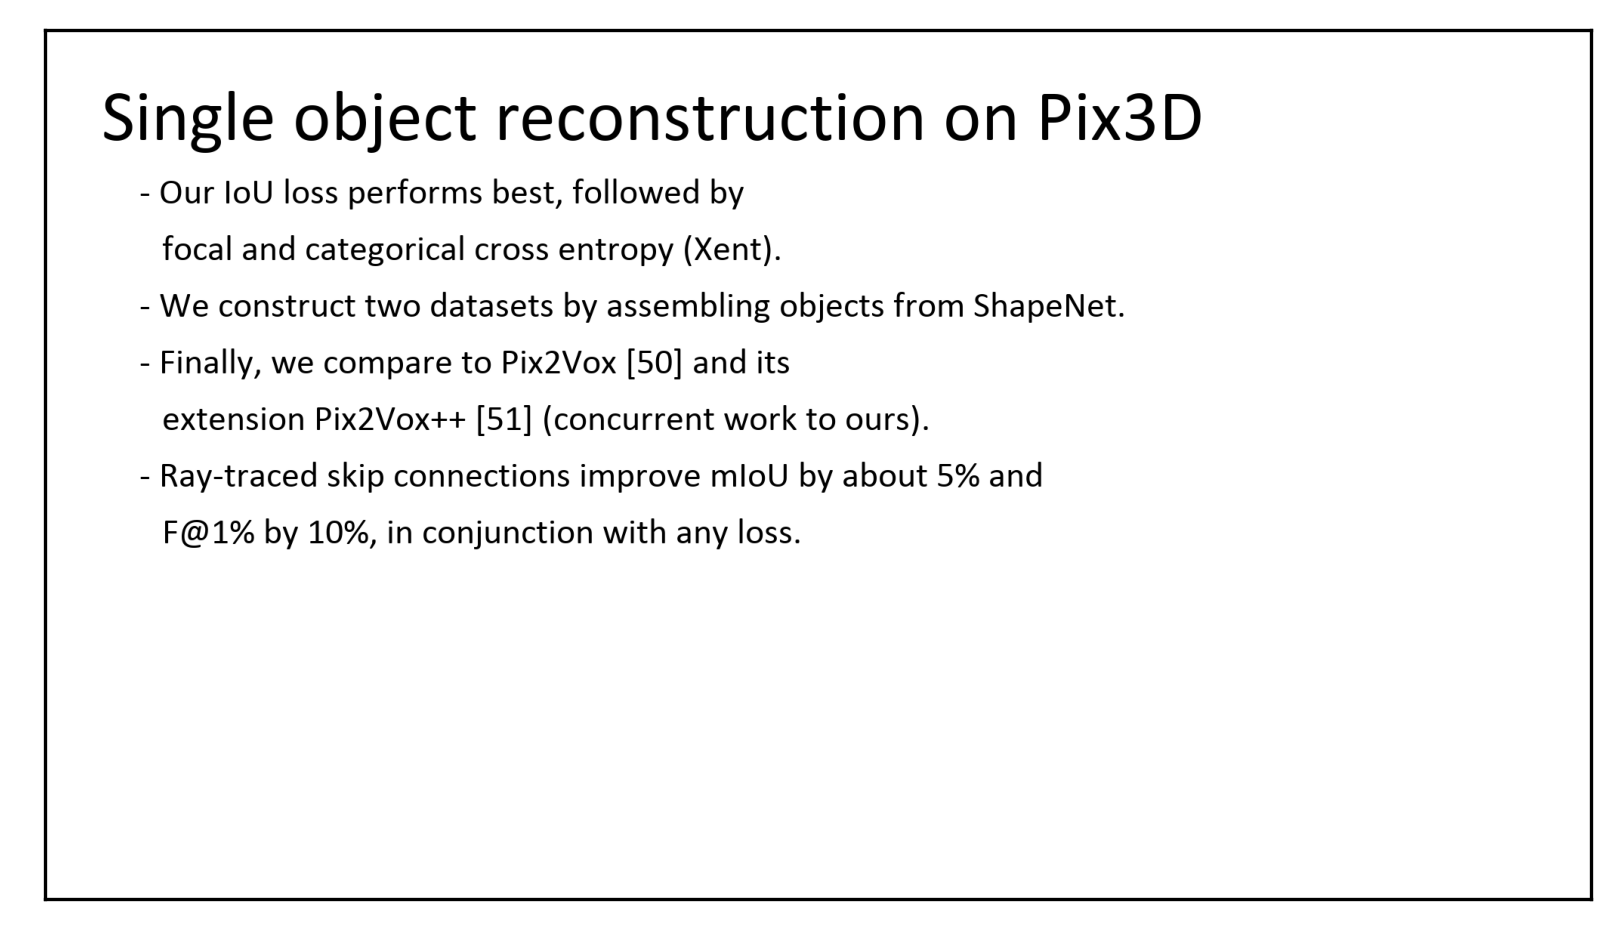 Single object reconstruction on Pix3D
- Our IoU loss performs best, followed by
focal and categorical cross entropy (Xent).
- We construct two datasets by assembling objects from ShapeNet.
- Finally, we compare to Pix2Vox [50] and its
extension Pix2Vox++ [51] (concurrent work to ours).
- Ray-traced skip connections improve mIoU by about 5% and
F@1% by 10%, in conjunction with any loss.